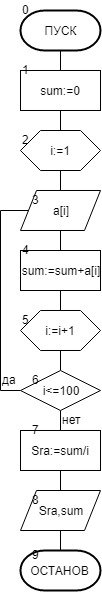 0
ПУСК
1
sum:=0
2
i:=1
3
a[i]
4
sum:=sum+a[i]
5
i:=i+1
6
i<=100
да
нет
7
Sra:=sum/i
8
Sra,sum
9
ОСТАНОВ